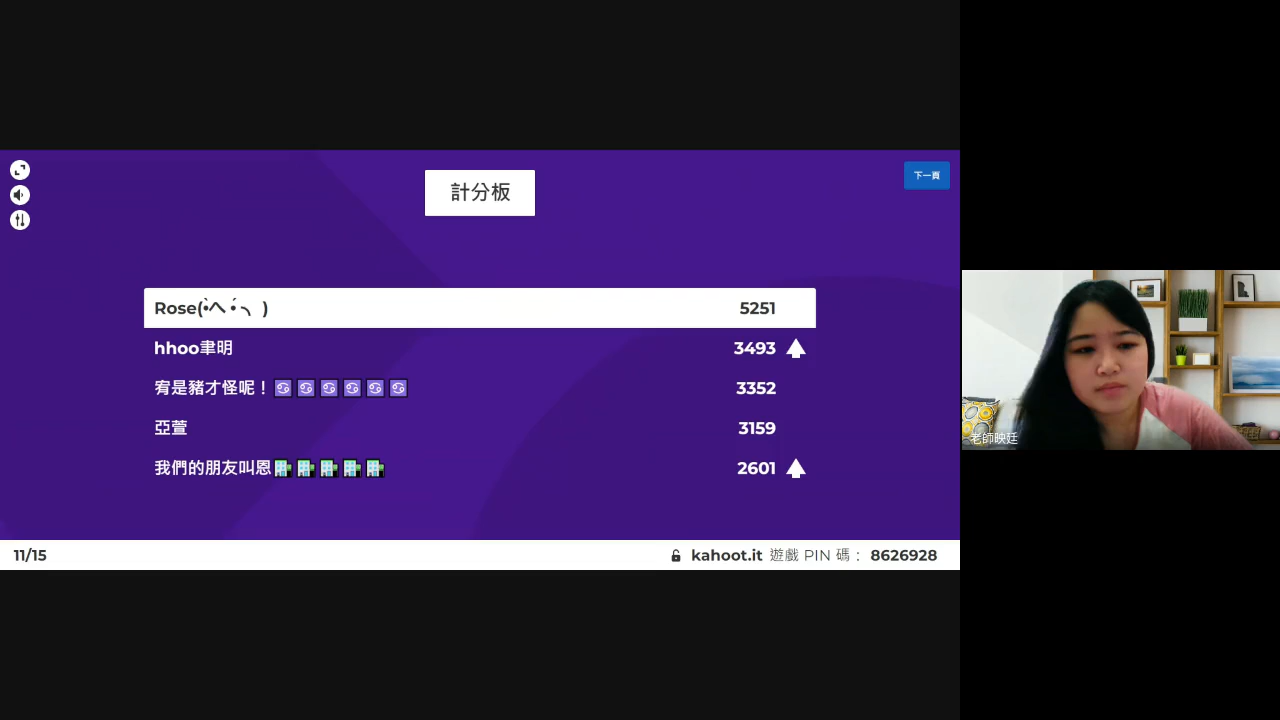 計分板
下一頁
Rose(•̀へ •́ ╮ ) 5251
hhoo聿明 3493
宥是豬才怪呢！♋♋♋♋♋♋ 3352
亞萱 3159
我們的朋友叫恩🏨🏨🏨🏨🏨 2601
老師映廷
11/15
kahoot.it 遊戲 PIN 碼： 8626928